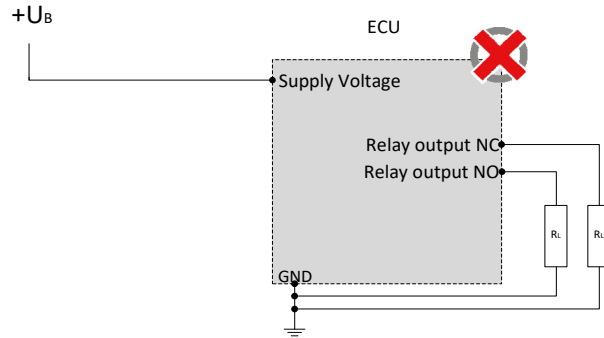 +UB
ECU
Supply Voltage
Relay output NC
Relay output NO
RL
RL
GND